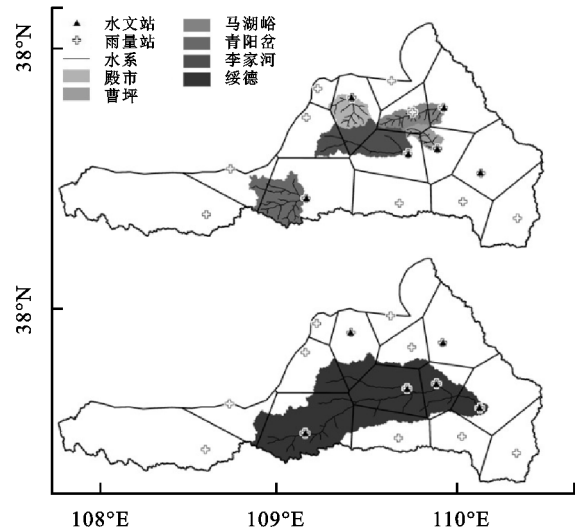 水文站
雨量站
水系
殿市
曹坪
马湖峪
青阳岔
李家河
绥德
38°N
38°N
108°E
109°E
110°E